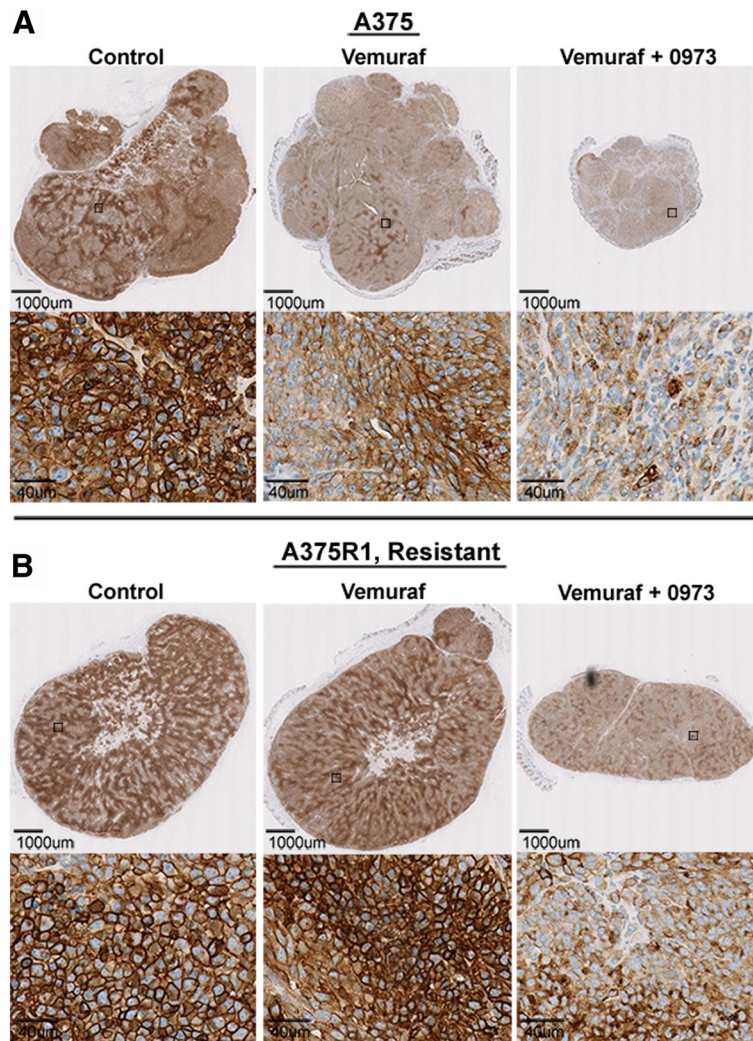 A
A375
Control
Vemuraf
Vemuraf + 0973
1000um
1000um
1000um
40um
40um
40um
B
A375R1, Resistant
Control
Vemuraf
Vemuraf + 0973
1000um
1000um
1000um
40um
40um
40um